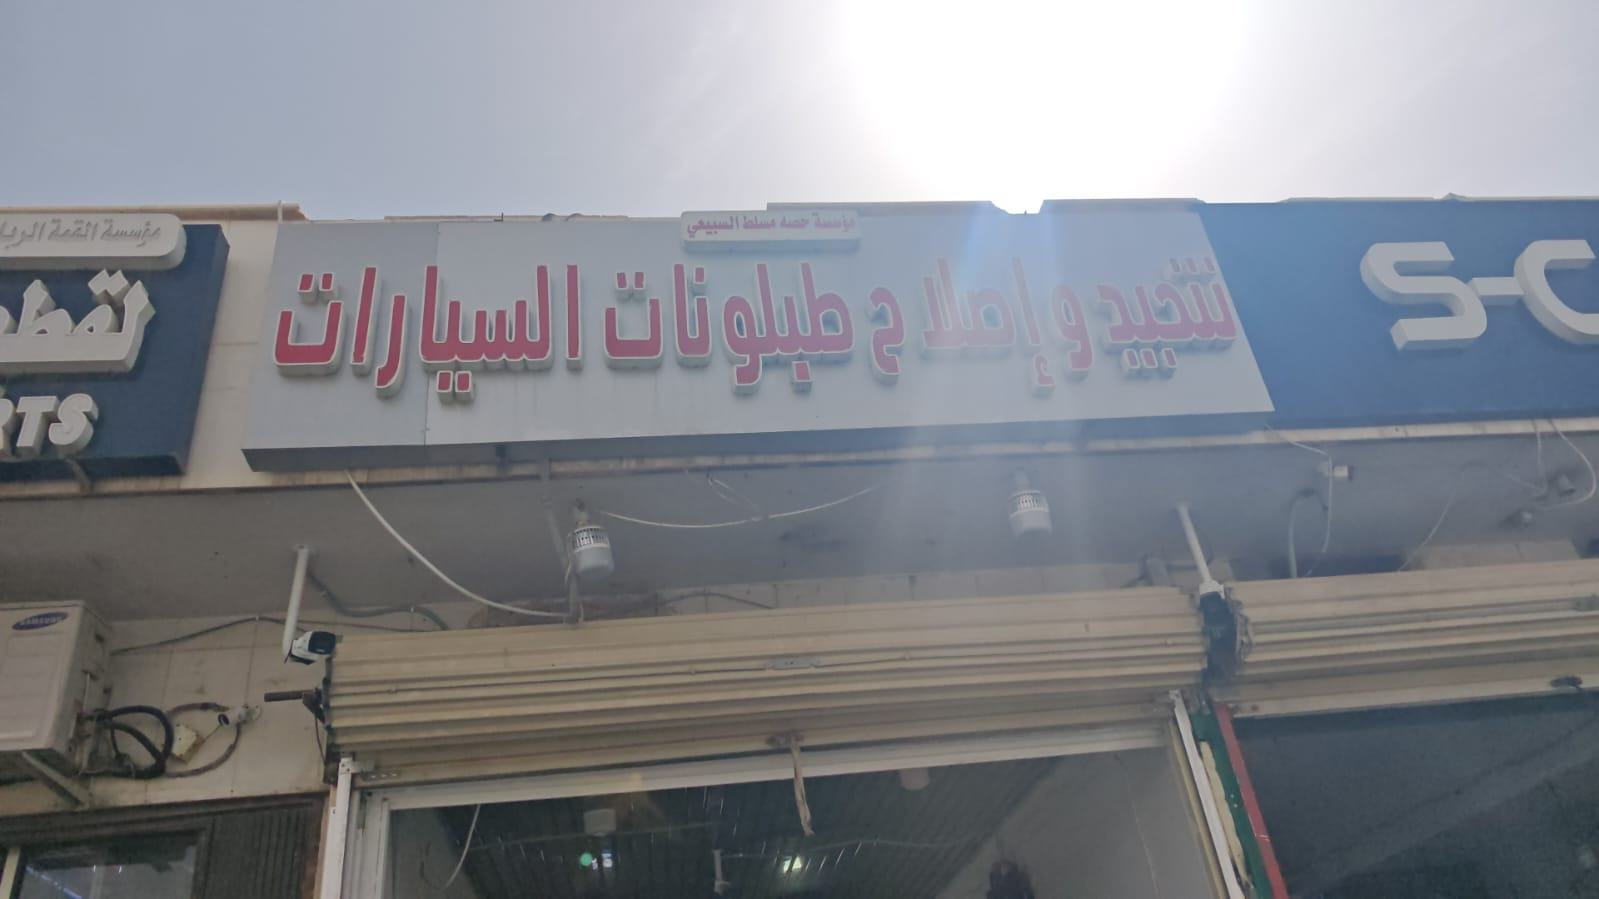 مؤسسة حصه مسلط السبيعي
تنجيد وإصلاح طبلونات السيارات
S-C
مؤسسة القمة
RTS
SAMSUNG